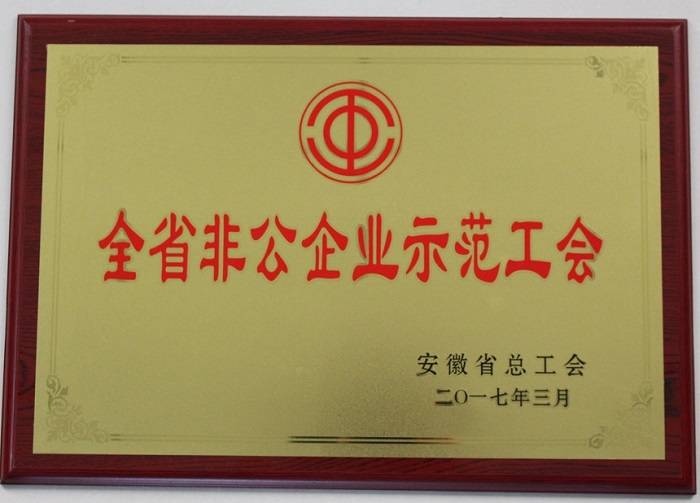 全省非公企业示范工会
安徽省总工会
二〇一七年三月